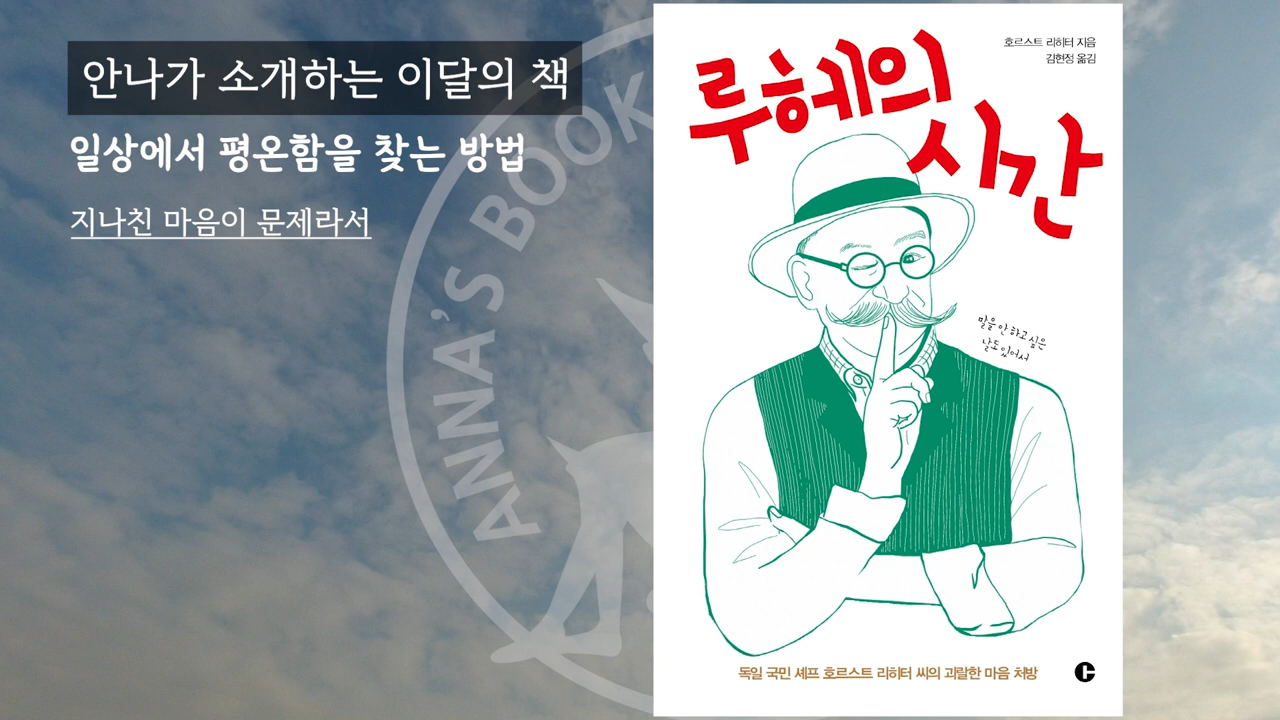 안나가 소개하는 이달의 책
일상에서 평온함을 찾는 방법
지나친 마음이 문제라서
ANNA'S BOOK
호르스트 리히터 지음
김현정 옮김
루헤의
시간
말을 안 하고 싶은
날도 있어서
독일 국민 셰프 호르스트 리히터 씨의 괴랄한 마음 처방